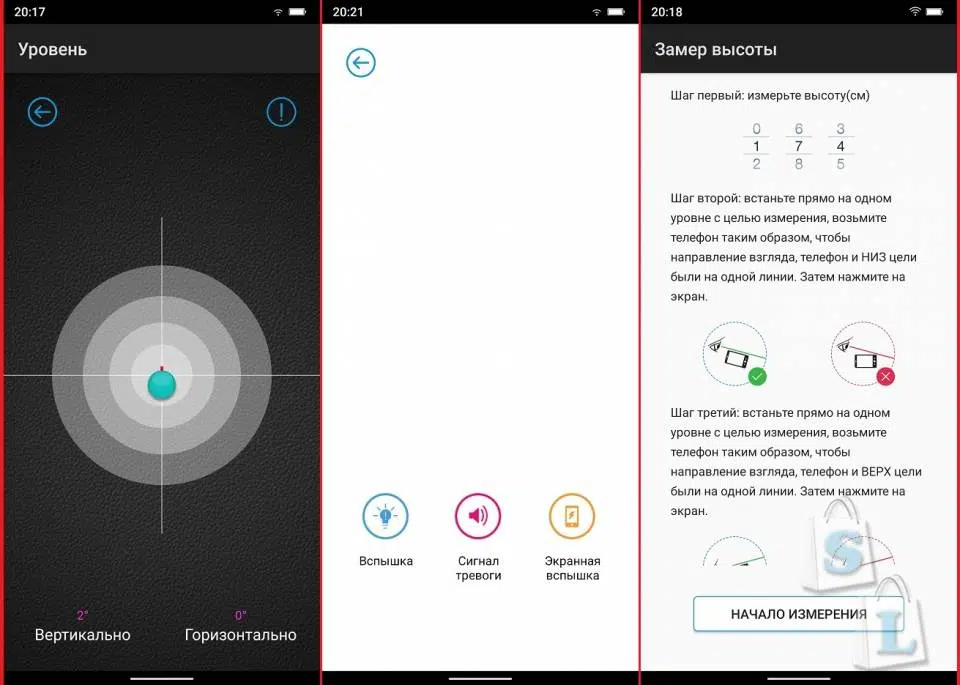 20:17
Уровень
2°
Вертикально
0°
Горизонтально
20:21
Вспышка
Сигнал
тревоги
Экранная
вспышка
20:18
Замер высоты
Шаг первый: измерьте высоту(см)
0 6 3
1 7 4
2 8 5
Шаг второй: встаньте прямо на одном
уровне с целью измерения, возьмите
телефон таким образом, чтобы
направление взгляда, телефон и НИЗ цели
были на одной линии. Затем нажмите на
экран.
Шаг третий: встаньте прямо на одном
уровне с целью измерения, возьмите
телефон таким образом, чтобы
направление взгляда, телефон и ВЕРХ цели
были на одной линии. Затем нажмите на
экран.
НАЧАЛО ИЗМЕРЕНИЯ
S
L